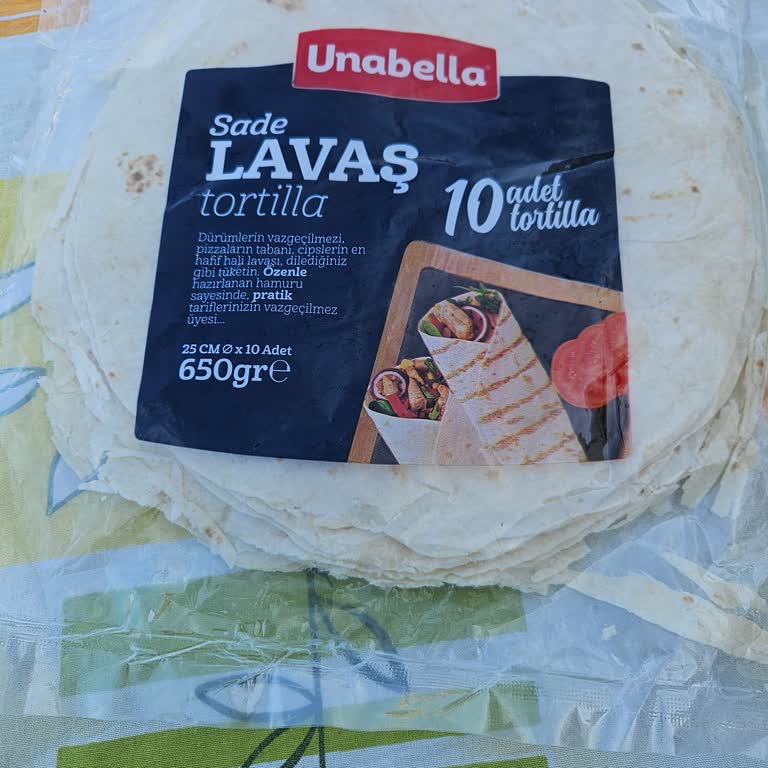 Unabella
Sade
LAVAŞ
tortilla
10 adet
tortilla
Dürümlerin vazgeçilmezi,
pizzaların tabanı, cipslerin en
hafif hali lavaşı, dilediğiniz
gibi tüketin. Özenle
hazırlanan hamuru
sayesinde, pratik
tariflerinizin vazgeçilmez
üyesi...
25 CM Ø x 10 Adet
650gr℮